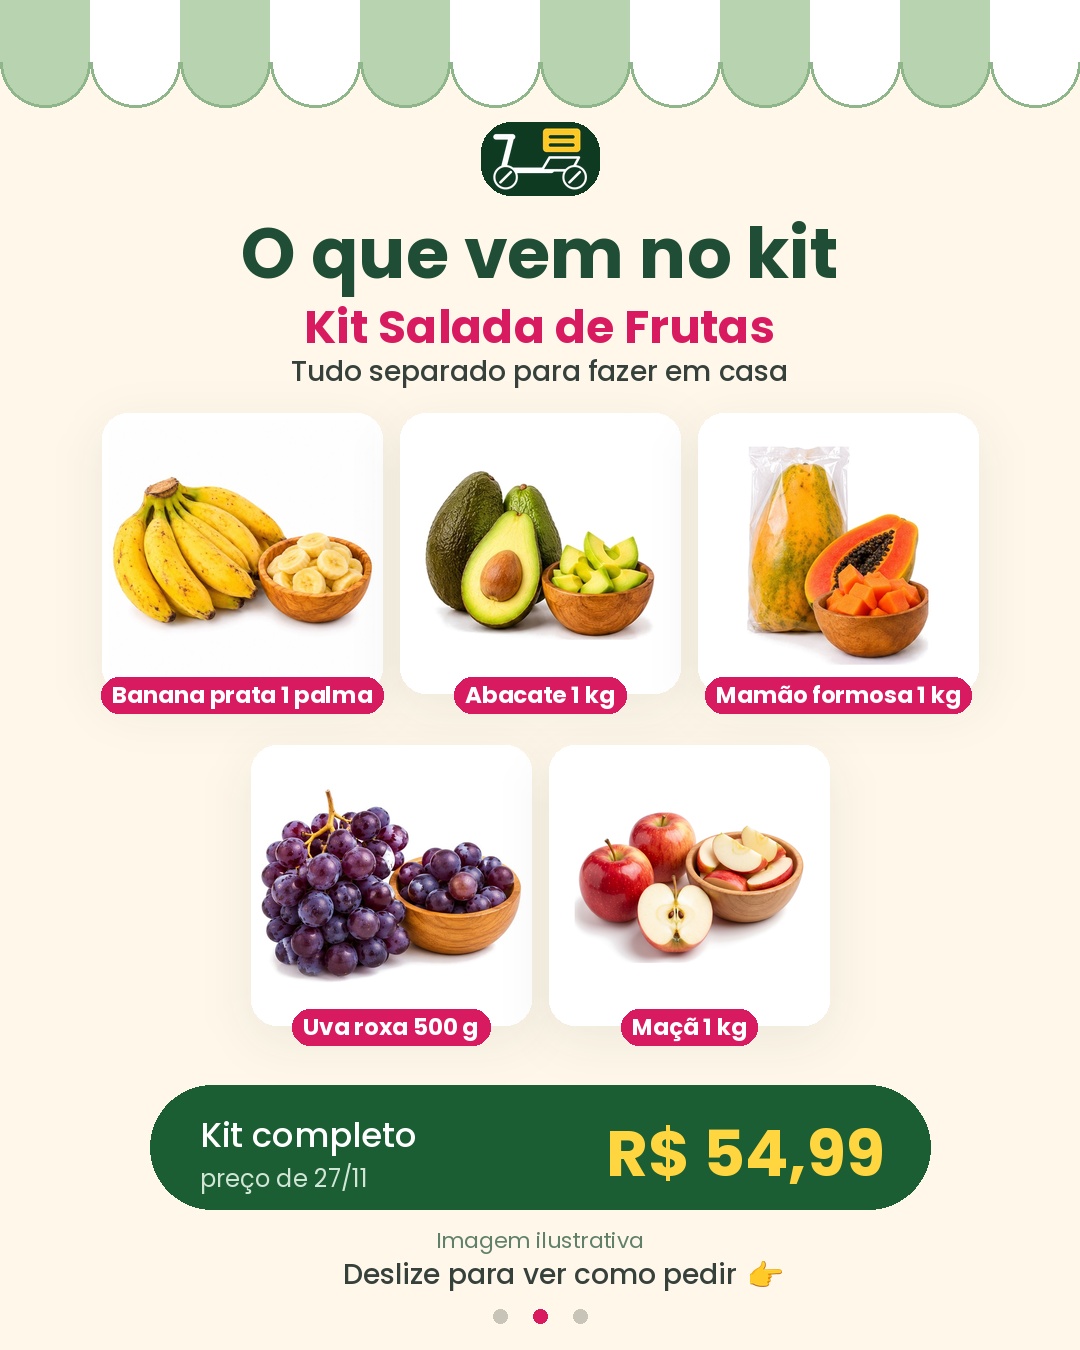 O que vem no kit
Kit Salada de Frutas
Tudo separado para fazer em casa
Banana prata 1 palma
Abacate 1 kg
Mamão formosa 1 kg
Uva roxa 500 g
Maçã 1 kg
Kit completo
preço de 27/11
R$ 54,99
Imagem ilustrativa
Deslize para ver como pedir 👉